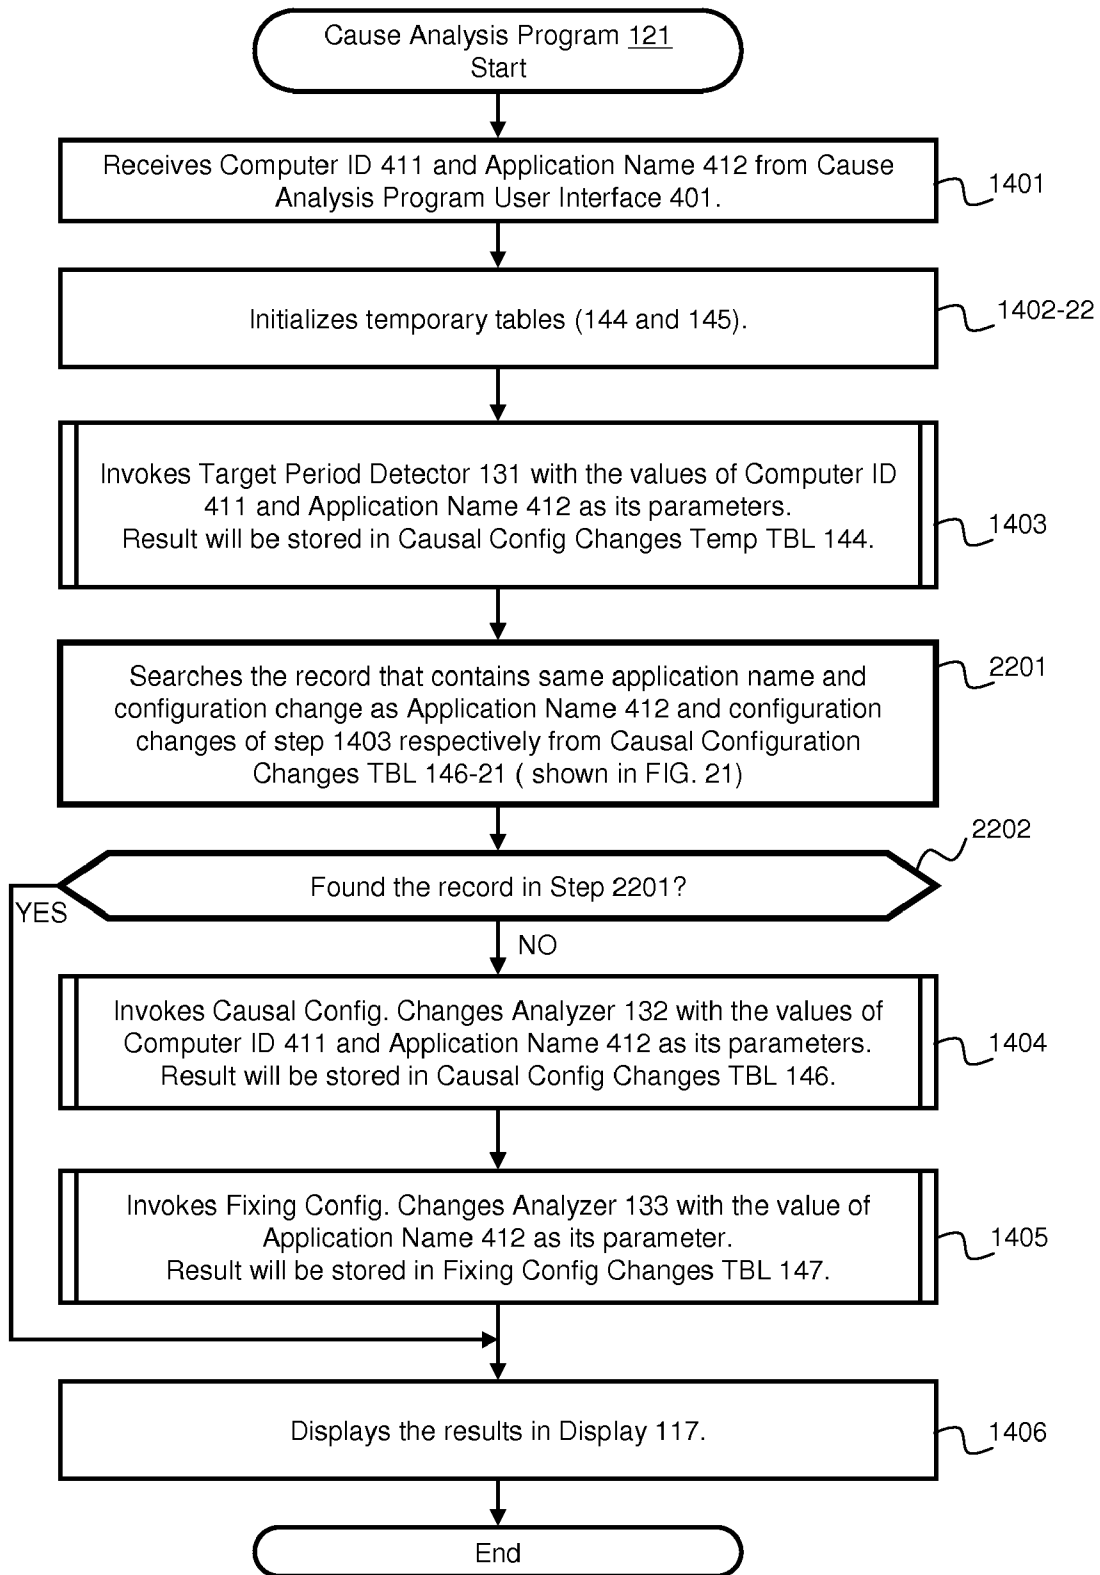 Cause Analysis Program 121
Start
Receives Computer ID 411 and Application Name 412 from Cause
Analysis Program User Interface 401.
1401
Initializes temporary tables (144 and 145).
1402-22
Invokes Target Period Detector 131 with the values of Computer ID
411 and Application Name 412 as its parameters.
Result will be stored in Causal Config Changes Temp TBL 144.
1403
Searches the record that contains same application name and
configuration change as Application Name 412 and configuration
changes of step 1403 respectively from Causal Configuration
Changes TBL 146-21 ( shown in FIG. 21)
2201
2202
Found the record in Step 2201?
YES
NO
Invokes Causal Config. Changes Analyzer 132 with the values of
Computer ID 411 and Application Name 412 as its parameters.
Result will be stored in Causal Config Changes TBL 146.
1404
Invokes Fixing Config. Changes Analyzer 133 with the value of
Application Name 412 as its parameter.
Result will be stored in Fixing Config Changes TBL 147.
1405
Displays the results in Display 117.
1406
End